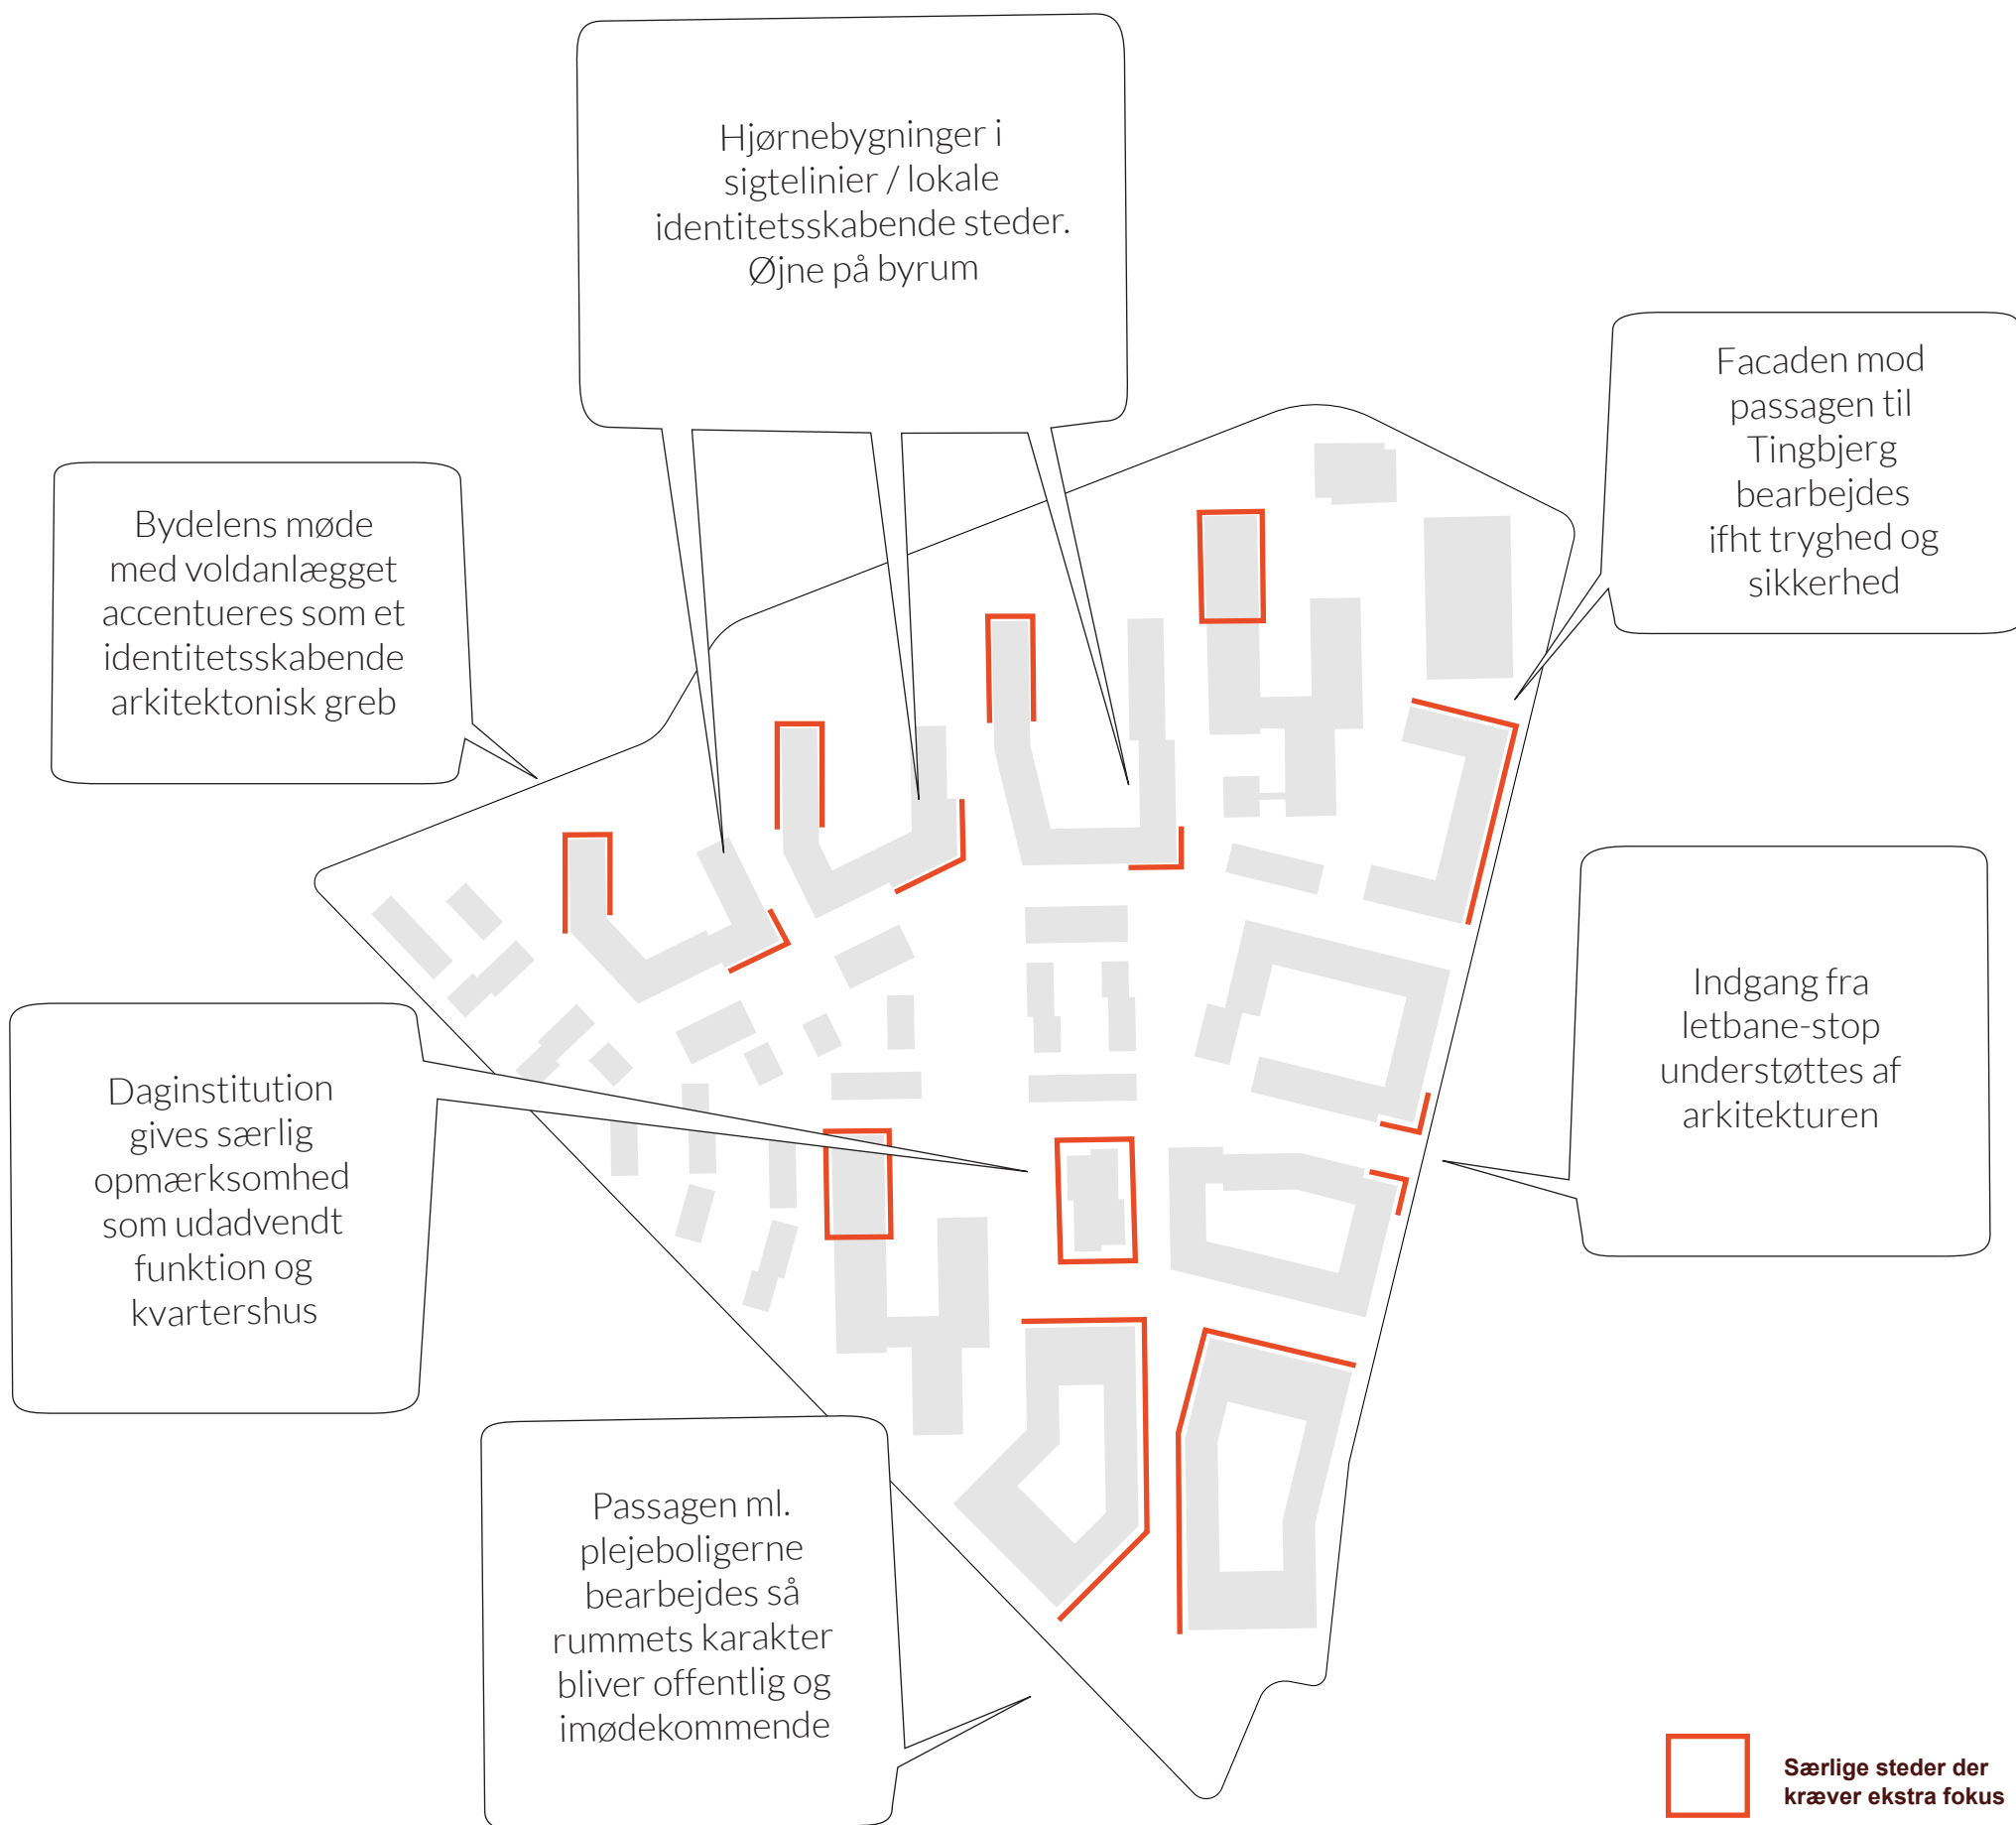 Hjørnebygninger i
sigtelinier / lokale
identitetsskabende steder.
Øjne på byrum
Facaden mod
passagen til
Tingbjerg
bearbejdes
ifht tryghed og
sikkerhed
Bydelens møde
med voldanlægget
accentueres som et
identitetsskabende
arkitektonisk greb
Indgang fra
letbane-stop
understøttes af
arkitekturen
Daginstitution
gives særlig
opmærksomhed
som udadvendt
funktion og
kvartershus
Passagen ml.
plejeboligerne
bearbejdes så
rummets karakter
bliver offentlig og
imødekommende
Særlige steder der
kræver ekstra fokus